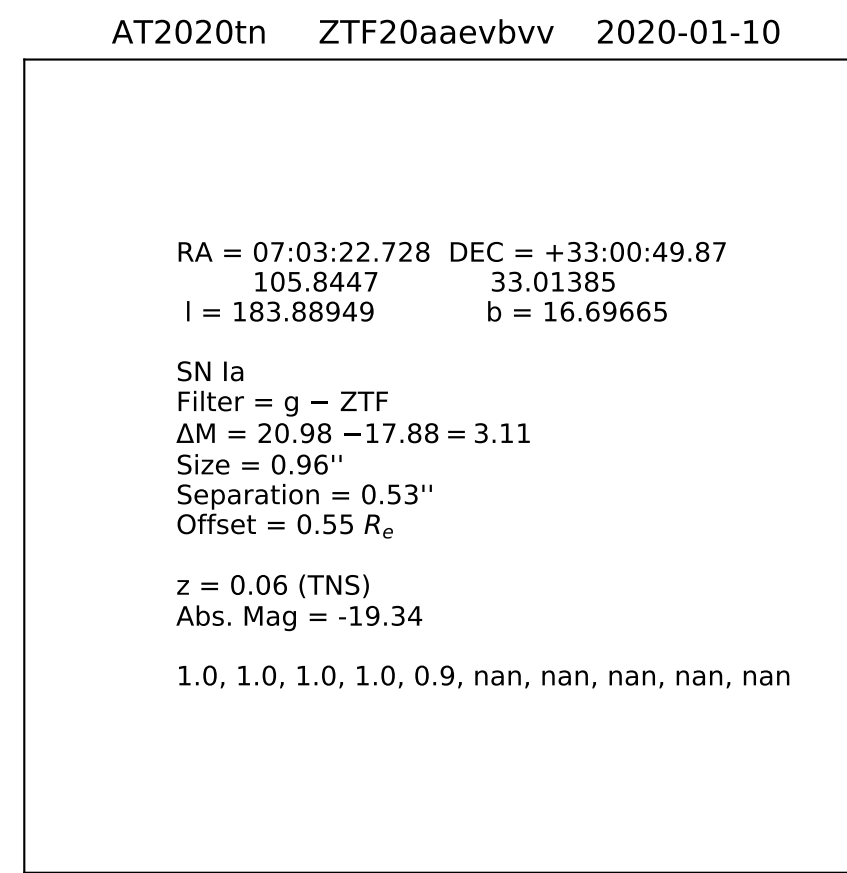 AT2020tn ZTF20aaevbvv 2020-01-10
RA = 07:03:22.728 DEC = +33:00:49.87
105.8447 33.01385
l = 183.88949 b = 16.69665
SN Ia
Filter = g − ZTF
ΔM = 20.98 −17.88 = 3.11
Size = 0.96''
Separation = 0.53''
Offset = 0.55 Rₑ
z = 0.06 (TNS)
Abs. Mag = -19.34
1.0, 1.0, 1.0, 1.0, 0.9, nan, nan, nan, nan, nan